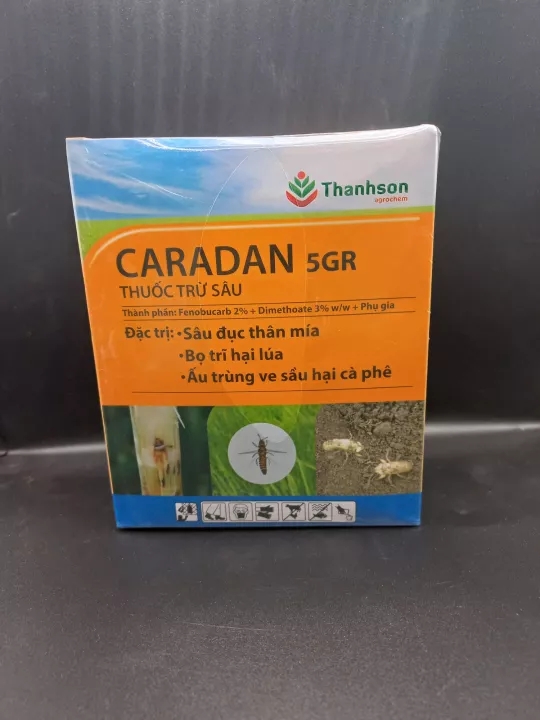 Thanhson
agrochem
CARADAN 5GR
THUỐC TRỪ SÂU
Thành phần: Fenobucarb 2% + Dimethoate 3% w/w + Phụ gia
Đặc trị: •Sâu đục thân mía
•Bọ trĩ hại lúa
•Ấu trùng ve sầu hại cà phê